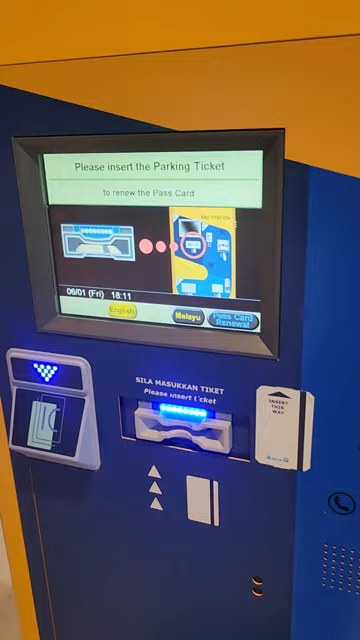 Please insert the Parking Ticket
to renew the Pass Card
PAY STATION
06/01 (Fri) 18:11
English
Melayu
Pass Card
Renewal
SILA MASUKKAN TIKET
Please insert ticket
INSERT
THIS
WAY